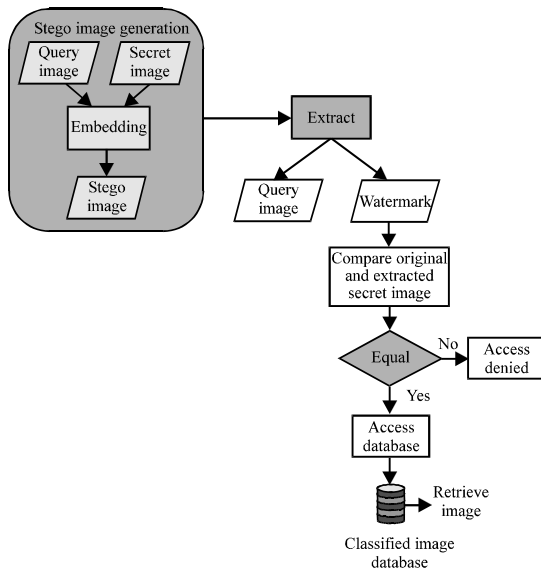 Stego image generation
Query
image
Secret
image
Embedding
Stego
image
Extract
Query
image
Watermark
Compare original
and extracted
secret image
Equal
No
Access
denied
Yes
Access
database
Retrieve
image
Classified image
database